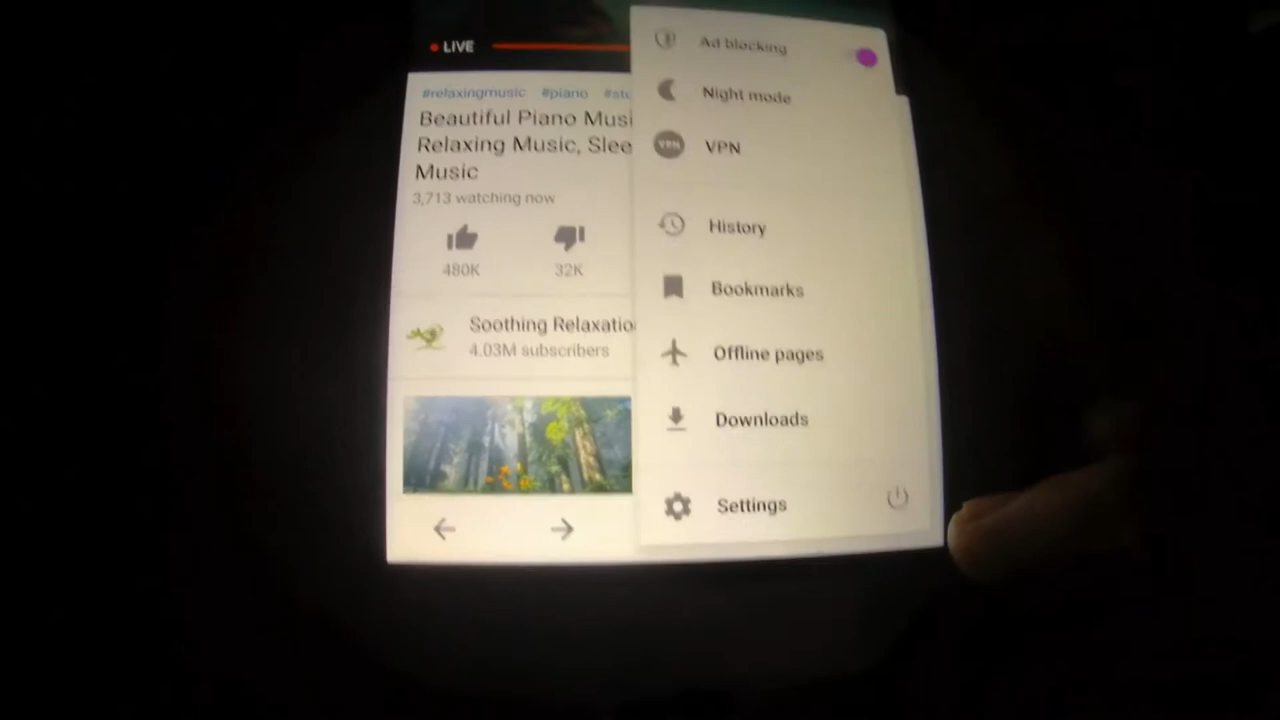 LIVE
#relaxingmusic #piano #stu
Beautiful Piano Musi
Relaxing Music, Slee
Music
3,713 watching now
480K 32K
Soothing Relaxatio
4.03M subscribers
Ad blocking
Night mode
VPN VPN
History
Bookmarks
Offline pages
Downloads
Settings